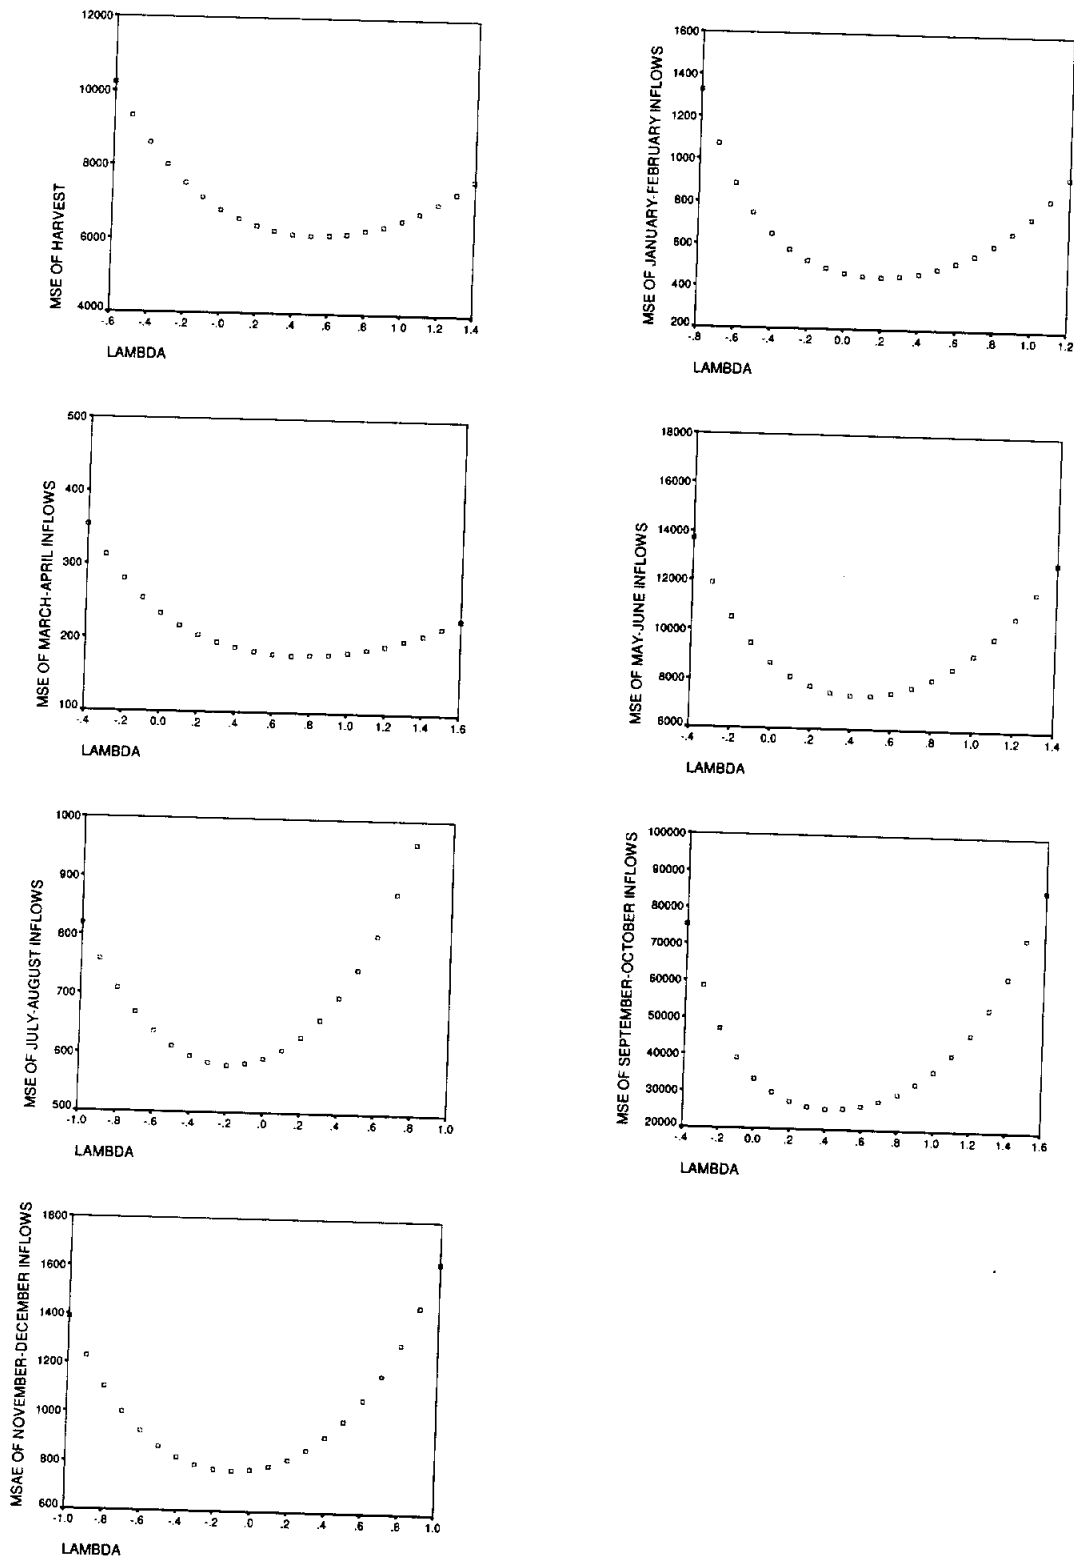 MSE OF HARVEST
12000
10000
8000
6000
4000
-.6 -.4 -.2 0.0 .2 .4 .6 .8 1.0 1.2 1.4
LAMBDA
MSE OF JANUARY-FEBRUARY INFLOWS
1600
1400
1200
1000
800
600
400
200
-.8 -.6 -.4 -.2 0.0 .2 .4 .6 .8 1.0 1.2
LAMBDA
MSE OF MARCH-APRIL INFLOWS
500
400
300
200
100
-.4 -.2 0.0 .2 .4 .6 .8 1.0 1.2 1.4 1.6
LAMBDA
MSE OF MAY-JUNE INFLOWS
18000
16000
14000
12000
10000
8000
6000
-.4 -.2 0.0 .2 .4 .6 .8 1.0 1.2 1.4
LAMBDA
MSE OF JULY-AUGUST INFLOWS
1000
900
800
700
600
500
-1.0 -.8 -.6 -.4 -.2 .0 .2 .4 .6 .8 1.0
LAMBDA
MSE OF SEPTEMBER-OCTOBER INFLOWS
100000
90000
80000
70000
60000
50000
40000
30000
20000
-.4 -.2 0.0 .2 .4 .6 .8 1.0 1.2 1.4 1.6
LAMBDA
MSAE OF NOVEMBER-DECEMBER INFLOWS
1800
1600
1400
1200
1000
800
600
-1.0 -.8 -.6 -.4 -.2 .0 .2 .4 .6 .8 1.0
LAMBDA